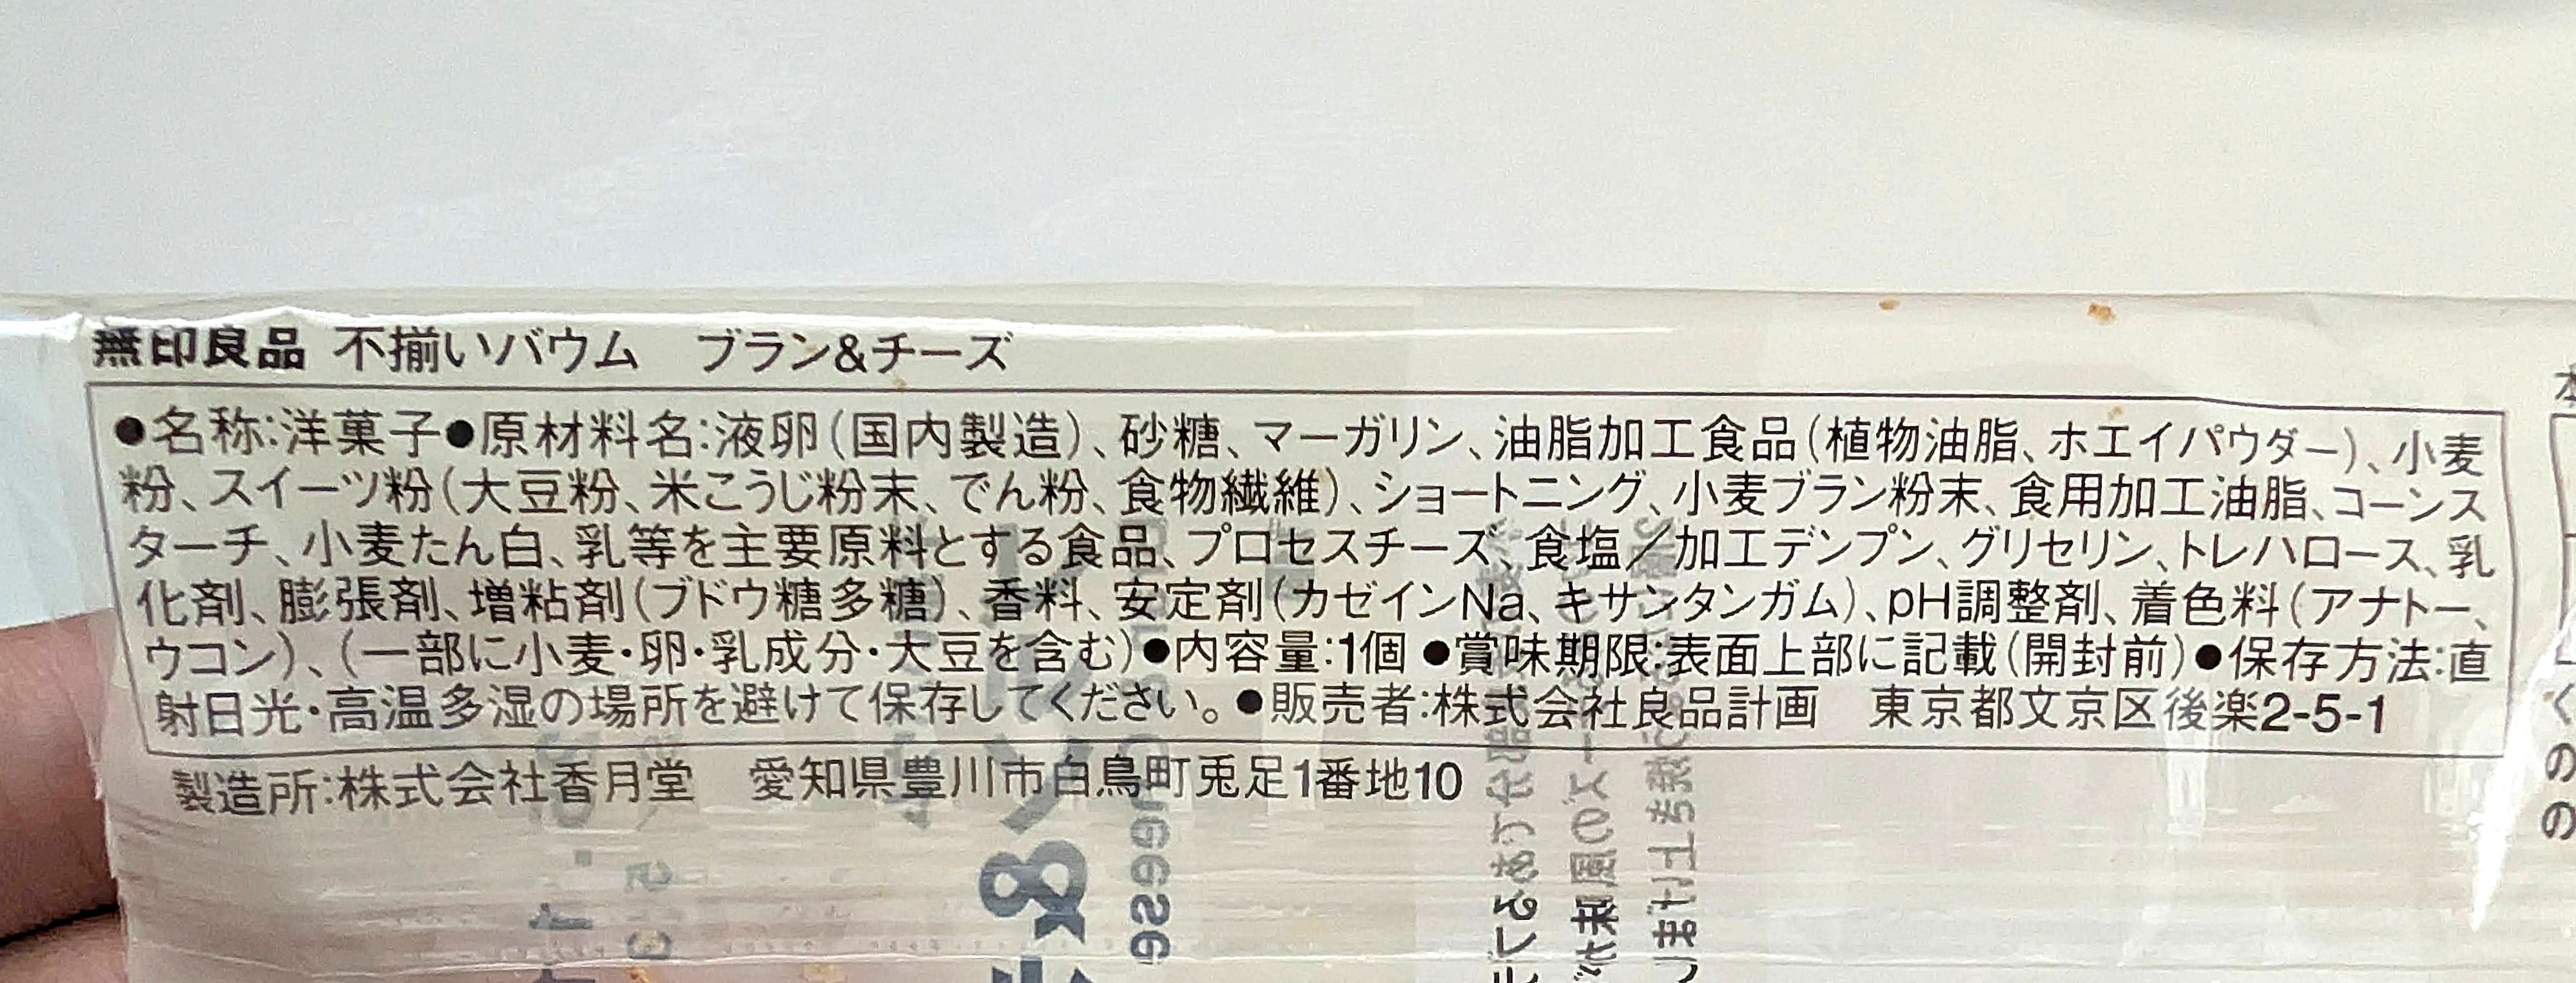 無印良品 不揃いバウム ブラン&チーズ
●名称:洋菓子●原材料名:液卵(国内製造)、砂糖、マーガリン、油脂加工食品(植物油脂、ホエイパウダー)、小麦
粉、スイーツ粉(大豆粉、米こうじ粉末、でん粉、食物繊維)、ショートニング、小麦ブラン粉末、食用加工油脂、コーンス
ターチ、小麦たん白、乳等を主要原料とする食品、プロセスチーズ、食塩/加工デンプン、グリセリン、トレハロース、乳
化剤、膨張剤、増粘剤(ブドウ糖多糖)、香料、安定剤(カゼインNa、キサンタンガム)、pH調整剤、着色料(アナトー、
ウコン)、(一部に小麦・卵・乳成分・大豆を含む)●内容量:1個 ●賞味期限:表面上部に記載(開封前)●保存方法:直
射日光・高温多湿の場所を避けて保存してください。●販売者:株式会社良品計画 東京都文京区後楽2-5-1
製造所:株式会社香月堂 愛知県豊川市白鳥町兎足1番地10